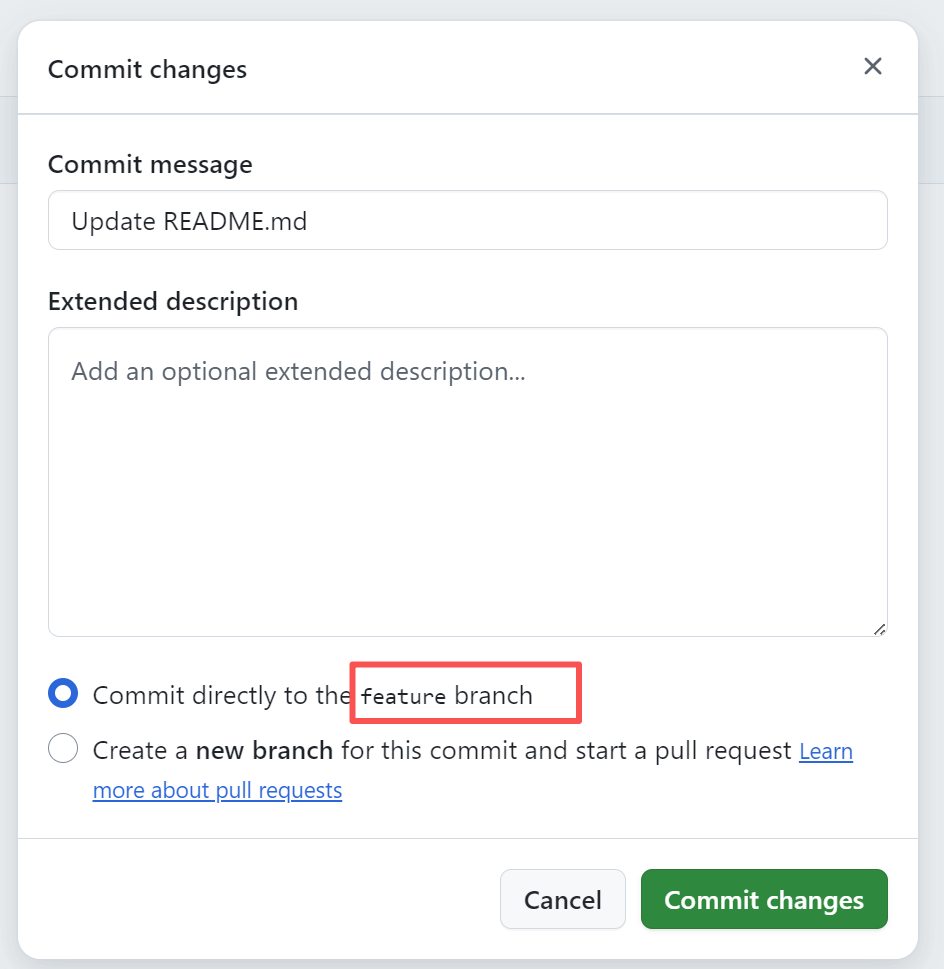 Commit changes
Commit message
Update README.md
Extended description
Add an optional extended description...
Commit directly to the feature branch
Create a new branch for this commit and start a pull request Learn
more about pull requests
Cancel
Commit changes